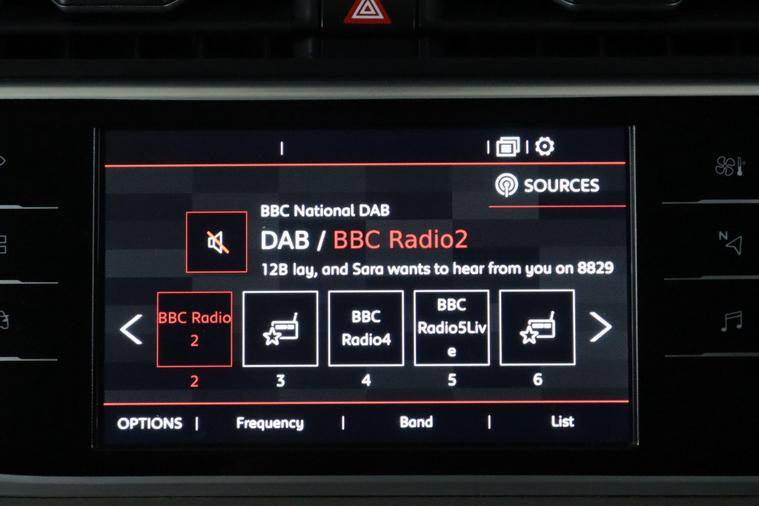 SOURCES
BBC National DAB
DAB / BBC Radio2
12B lay, and Sara wants to hear from you on 8829
BBC Radio
2
BBC
Radio4
BBC
Radio5Liv
e
2
3
4
5
6
OPTIONS
Frequency
Band
List
N